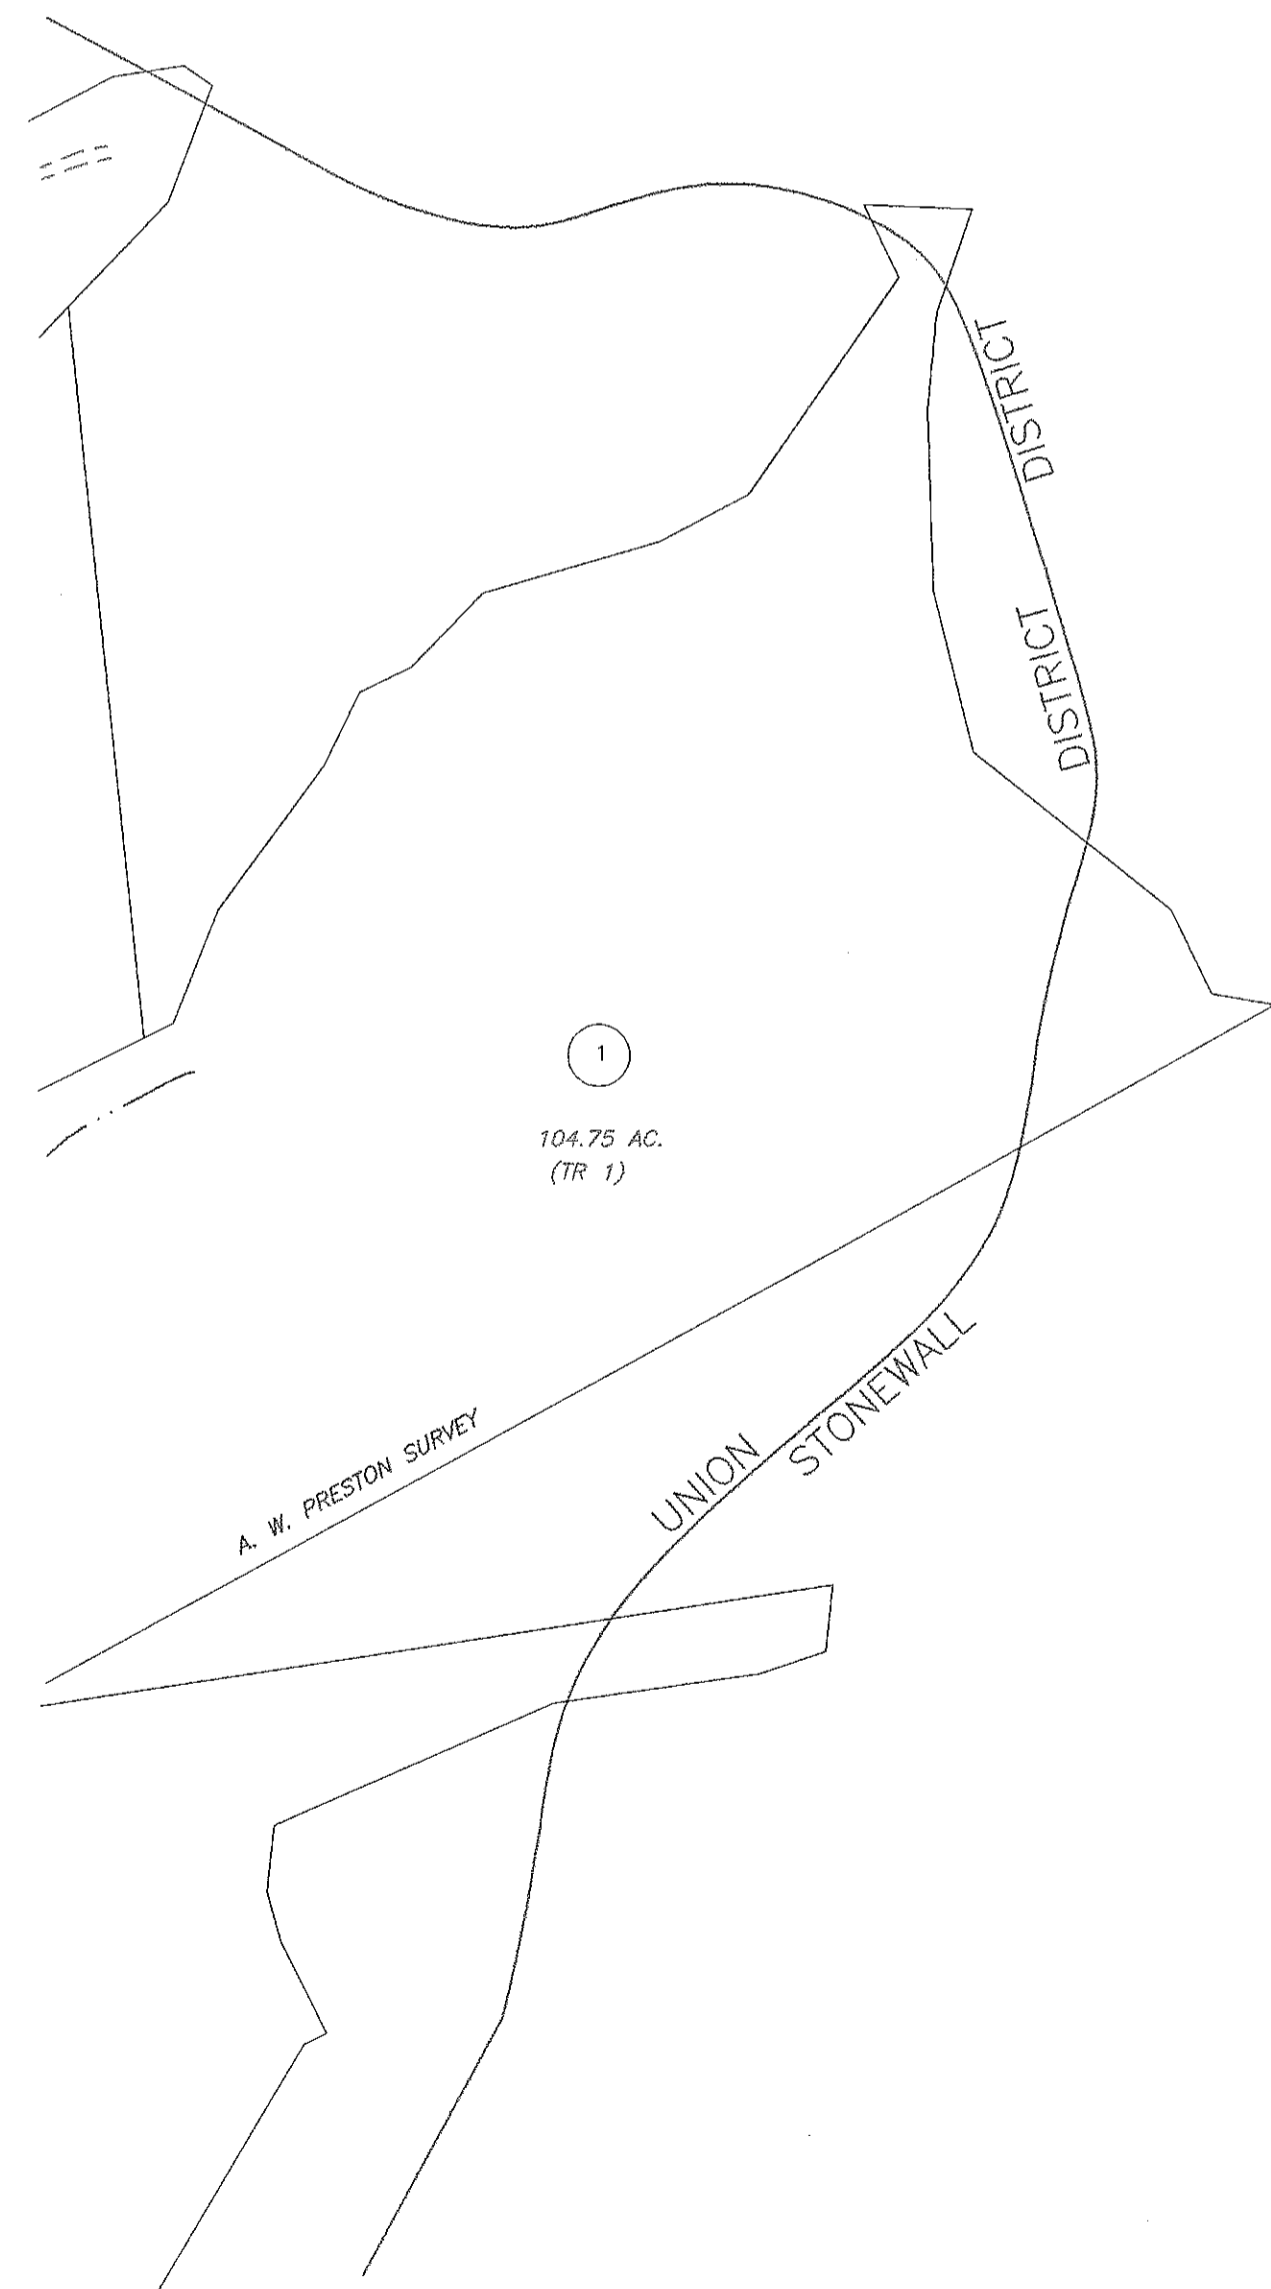 DISTRICT
DISTRICT
1
104.75 AC.
(TR 1)
STONEWALL
UNION
A. W. PRESTON SURVEY